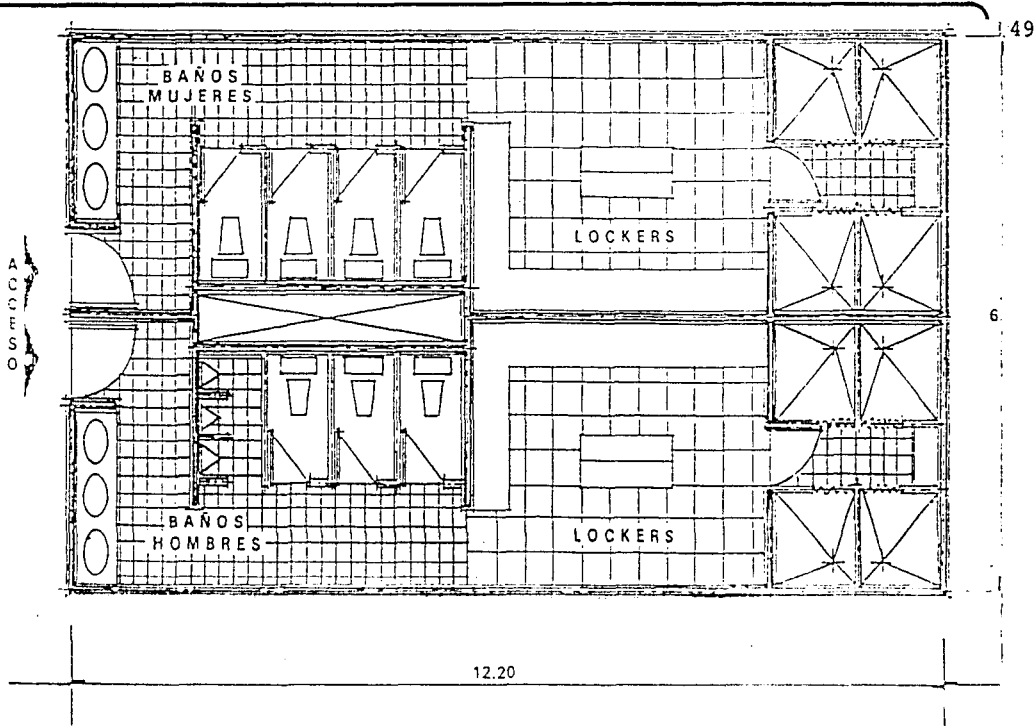 49
BAÑOS
MUJERES
LOCKERS
ACCESO
6
BAÑOS
HOMBRES
LOCKERS
12.20